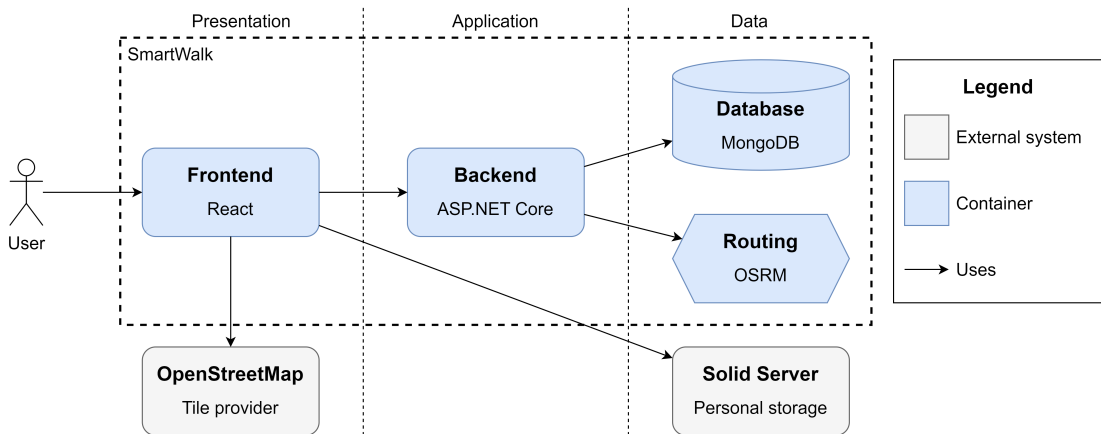 Presentation
Application
Data
SmartWalk
Legend
Database
MongoDB
External system
Frontend
React
Backend
ASP.NET Core
Container
User
Routing
OSRM
Uses
OpenStreetMap
Tile provider
Solid Server
Personal storage